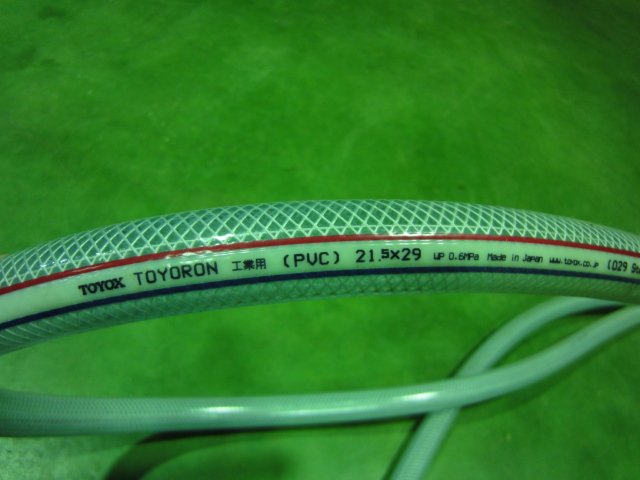 TOYOX TOYORON 工業用 (PVC) 21.5×29 WP 0.6MPa Made in Japan www.toyox.co.jp (029